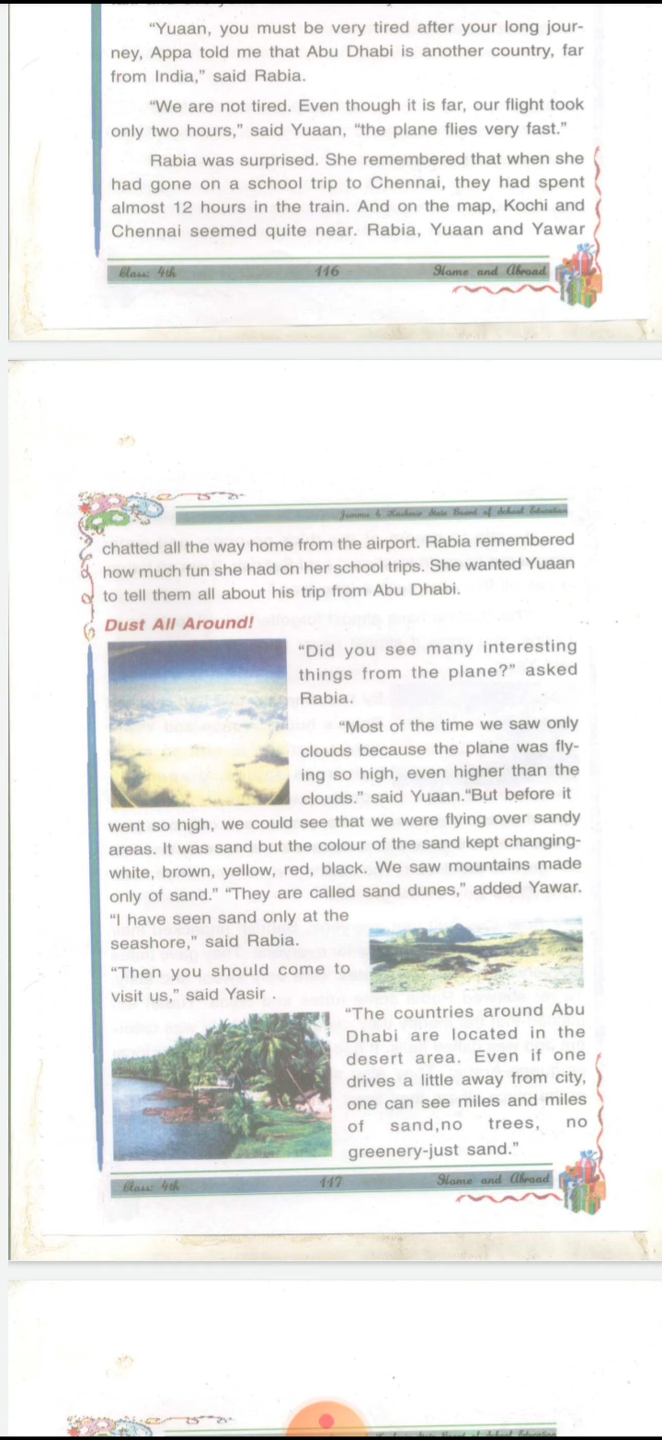 "Yuaan, you must be very tired after your long jour-
ney, Appa told me that Abu Dhabi is another country, far
from India," said Rabia.
"We are not tired. Even though it is far, our flight took
only two hours," said Yuaan, "the plane flies very fast."
Rabia was surprised. She remembered that when she
had gone on a school trip to Chennai, they had spent
almost 12 hours in the train. And on the map, Kochi and
Chennai seemed quite near. Rabia, Yuaan and Yawar
Class: 4th 116 Home and Abroad
Jammu & Kashmir State Board of School Education
chatted all the way home from the airport. Rabia remembered
how much fun she had on her school trips. She wanted Yuaan
to tell them all about his trip from Abu Dhabi.
Dust All Around!
"Did you see many interesting
things from the plane?" asked
Rabia.
"Most of the time we saw only
clouds because the plane was fly-
ing so high, even higher than the
clouds." said Yuaan."But before it
went so high, we could see that we were flying over sandy
areas. It was sand but the colour of the sand kept changing-
white, brown, yellow, red, black. We saw mountains made
only of sand." "They are called sand dunes," added Yawar.
"I have seen sand only at the
seashore," said Rabia.
"Then you should come to
visit us," said Yasir .
"The countries around Abu
Dhabi are located in the
desert area. Even if one
drives a little away from city,
one can see miles and miles
of sand,no trees, no
greenery-just sand."
Class: 4th 117 Home and Abroad
Jammu & Kashmir State Board of School Education